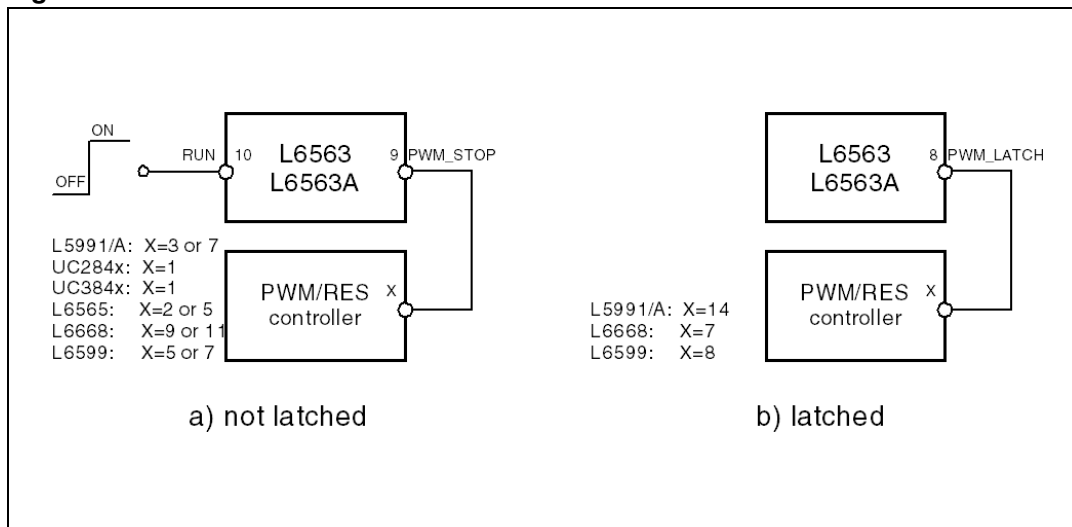 ON
OFF
RUN
10
L6563
L6563A
9 PWM_STOP
L5991/A: X=3 or 7
UC284x: X=1
UC384x: X=1
L6565: X=2 or 5
L6668: X=9 or 11
L6599: X=5 or 7
PWM/RES
controller
X
a) not latched
L6563
L6563A
8 PWM_LATCH
L5991/A: X=14
L6668: X=7
L6599: X=8
PWM/RES
controller
X
b) latched